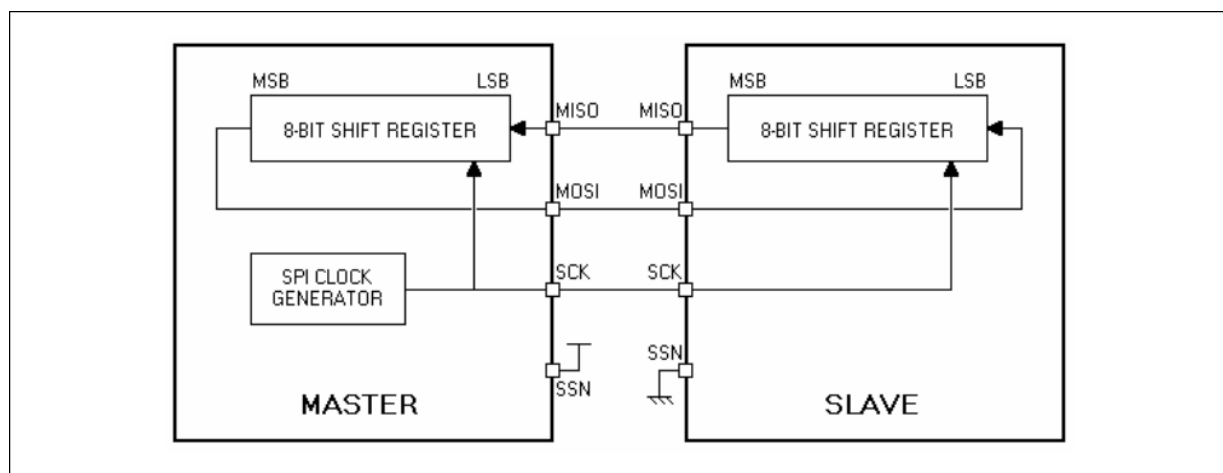 MSB LSB
8-BIT SHIFT REGISTER
MISO
MOSI
SPI CLOCK
GENERATOR
SCK
SSN
MASTER
MSB LSB
8-BIT SHIFT REGISTER
MISO
MOSI
SCK
SSN
SLAVE